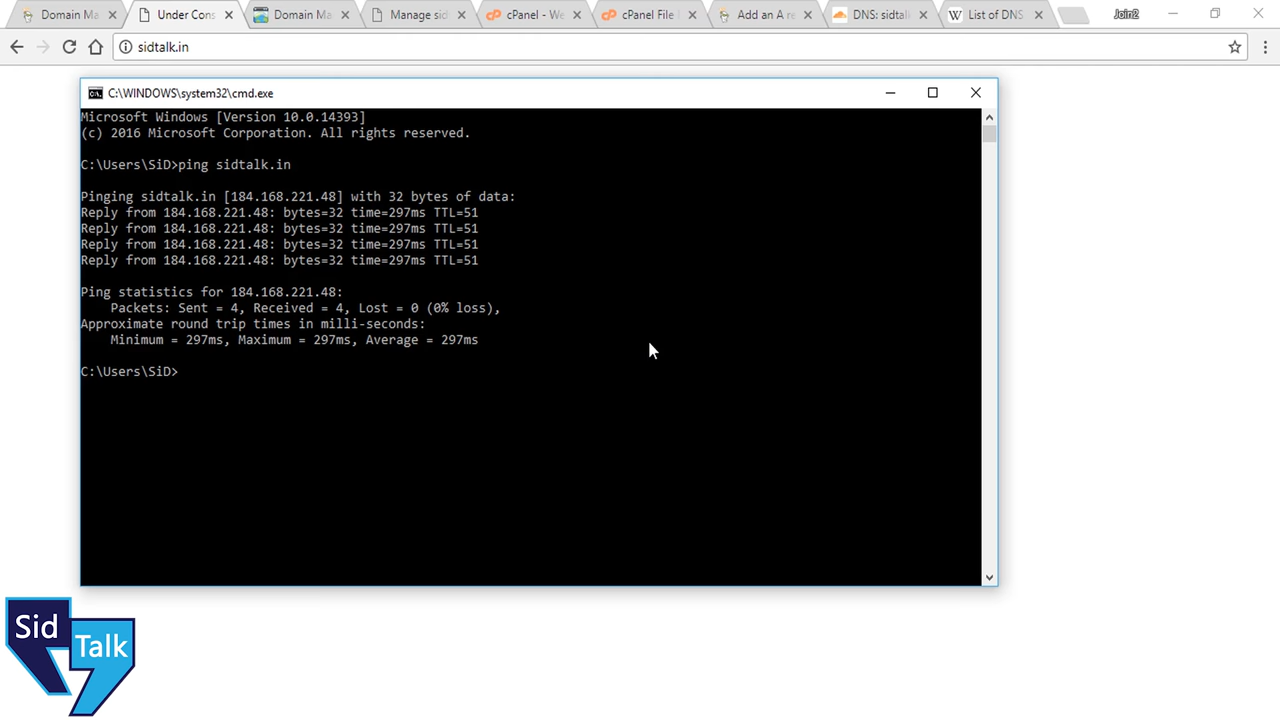 Domain Ma
Under Cons
Domain Ma
Manage sid
cPanel - We
cPanel File
Add an A re
DNS: sidtalk
List of DNS
Join2
sidtalk.in
C:\WINDOWS\system32\cmd.exe
Microsoft Windows [Version 10.0.14393]
(c) 2016 Microsoft Corporation. All rights reserved.
C:\Users\SiD>ping sidtalk.in
Pinging sidtalk.in [184.168.221.48] with 32 bytes of data:
Reply from 184.168.221.48: bytes=32 time=297ms TTL=51
Reply from 184.168.221.48: bytes=32 time=297ms TTL=51
Reply from 184.168.221.48: bytes=32 time=297ms TTL=51
Reply from 184.168.221.48: bytes=32 time=297ms TTL=51
Ping statistics for 184.168.221.48:
Packets: Sent = 4, Received = 4, Lost = 0 (0% loss),
Approximate round trip times in milli-seconds:
Minimum = 297ms, Maximum = 297ms, Average = 297ms
C:\Users\SiD>
Sid
Talk